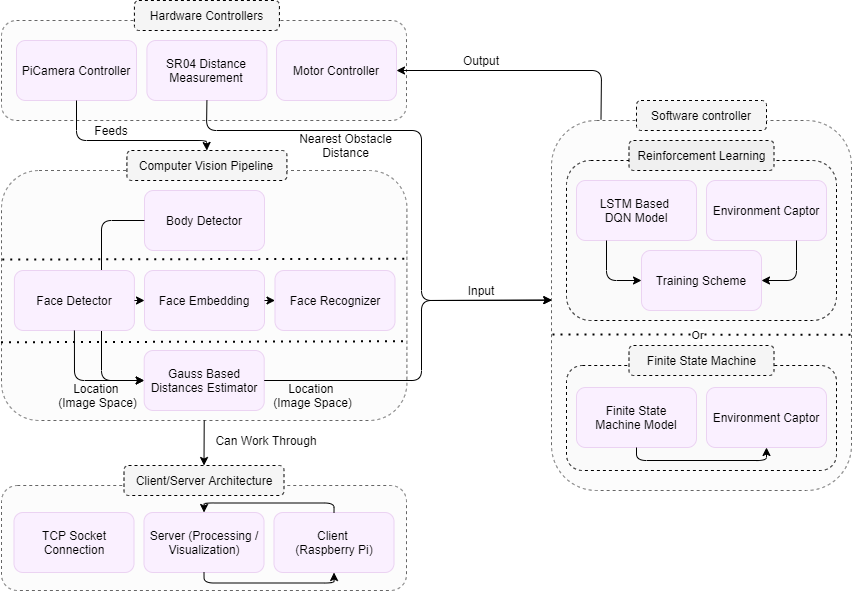 Hardware Controllers
PiCamera Controller
SR04 Distance
Measurement
Motor Controller
Output
Feeds
Nearest Obstacle
Distance
Software controller
Computer Vision Pipeline
Reinforcement Learning
Body Detector
LSTM Based
DQN Model
Environment Captor
Training Scheme
Face Detector
Face Embedding
Face Recognizer
Input
Or
Gauss Based
Distances Estimator
Location
(Image Space)
Location
(Image Space)
Finite State Machine
Finite State
Machine Model
Environment Captor
Can Work Through
Client/Server Architecture
TCP Socket
Connection
Server (Processing /
Visualization)
Client
(Raspberry Pi)